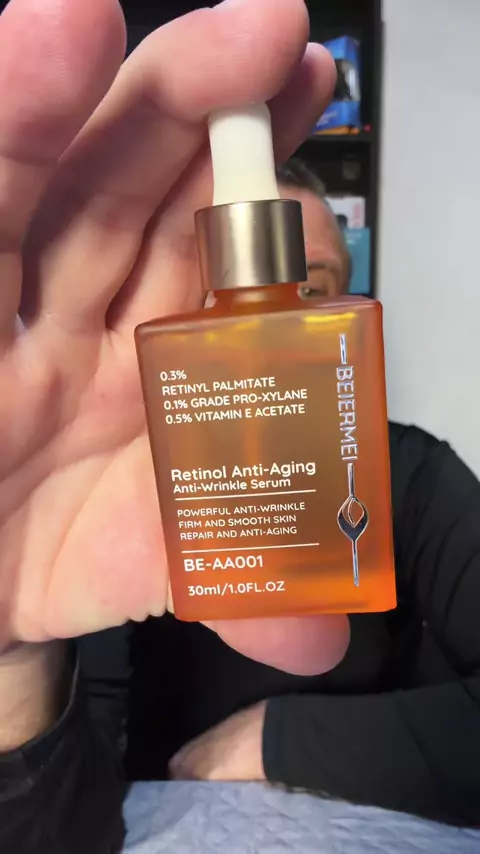 0.3%
RETINYL PALMITATE
0.1% GRADE PRO-XYLANE
0.5% VITAMIN E ACETATE
Retinol Anti-Aging
Anti-Wrinkle Serum
POWERFUL ANTI-WRINKLE
FIRM AND SMOOTH SKIN
REPAIR AND ANTI-AGING
BE-AA001
30ml/1.0FL.OZ
BEIERMEI